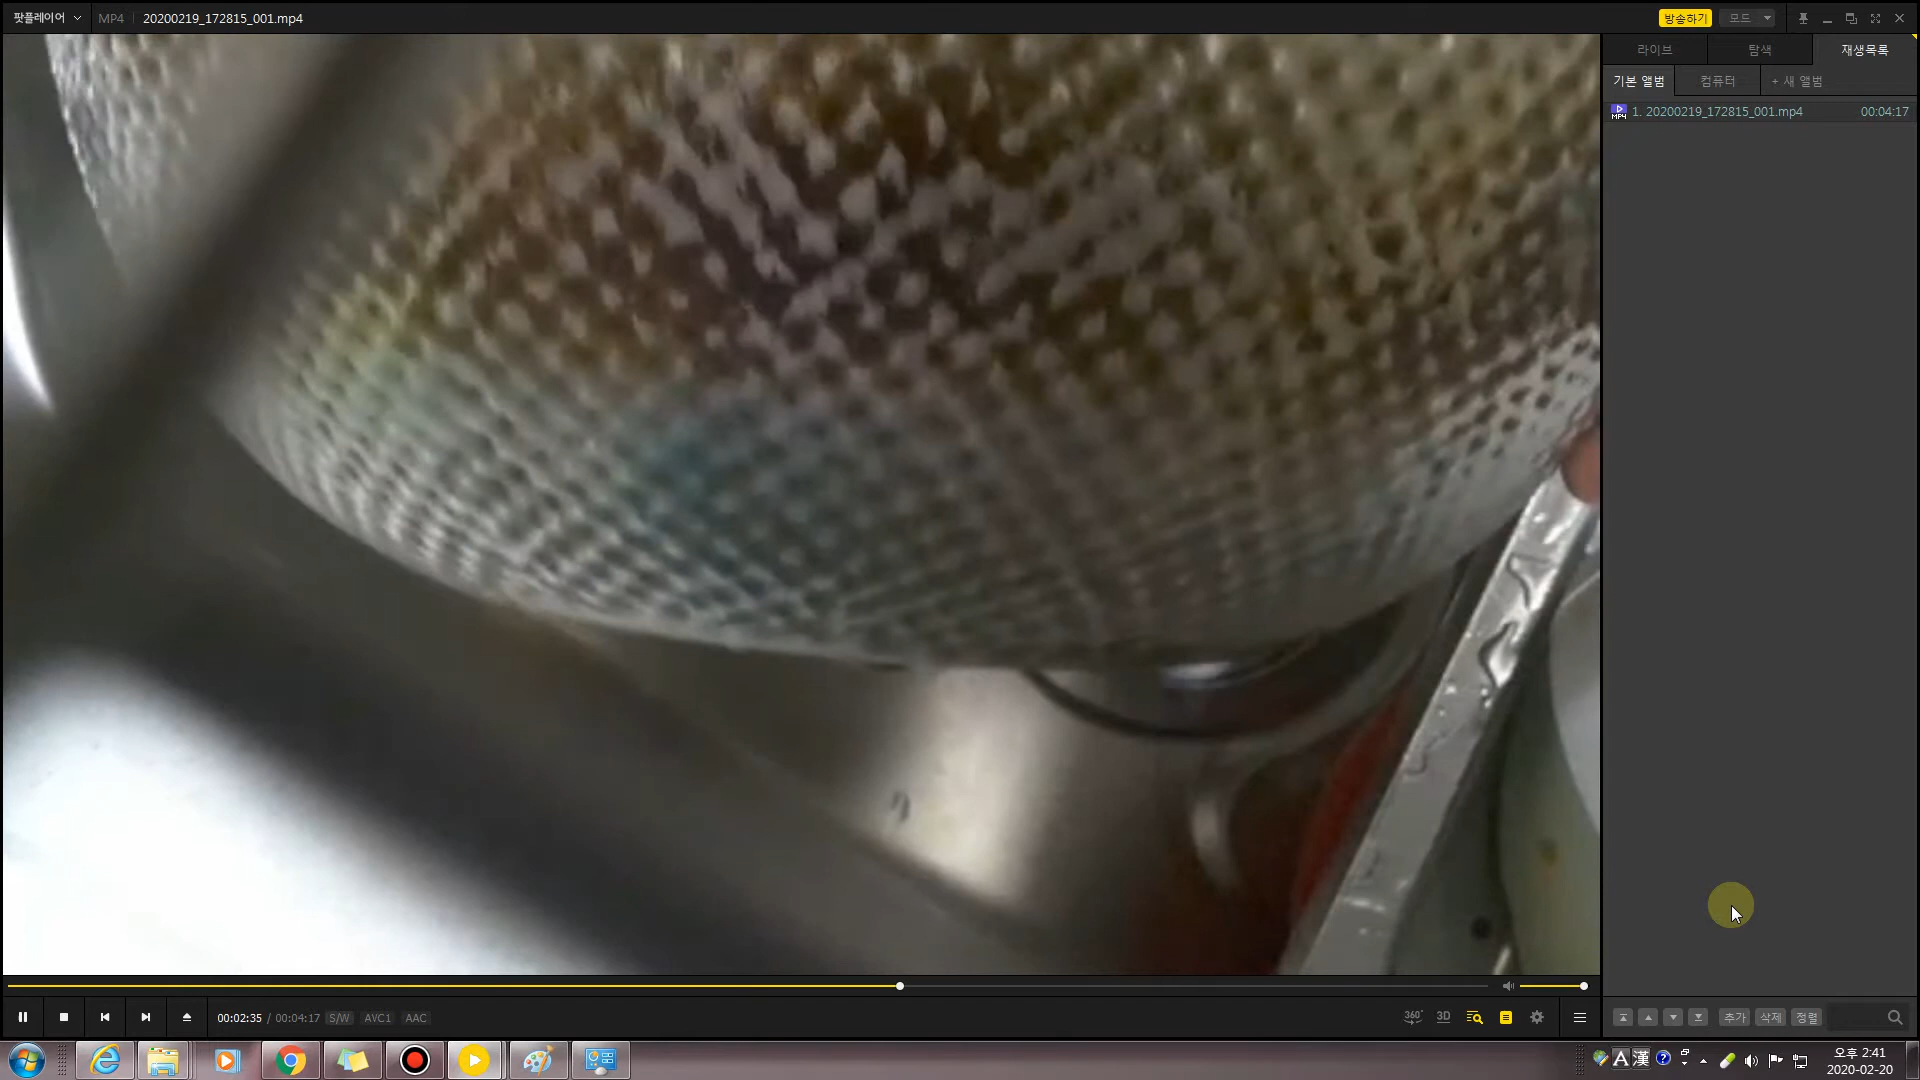 팟플레이어 MP4 20200219_172815_001.mp4 방송하기 모드
라이브 탐색 재생목록
기본 앨범 컴퓨터 + 새 앨범
MP4 1. 20200219_172815_001.mp4 00:04:17
00:02:35 / 00:04:17 S/W AVC1 AAC 360° 3D 추가 삭제 정렬
A 漢 오후 2:41
2020-02-20